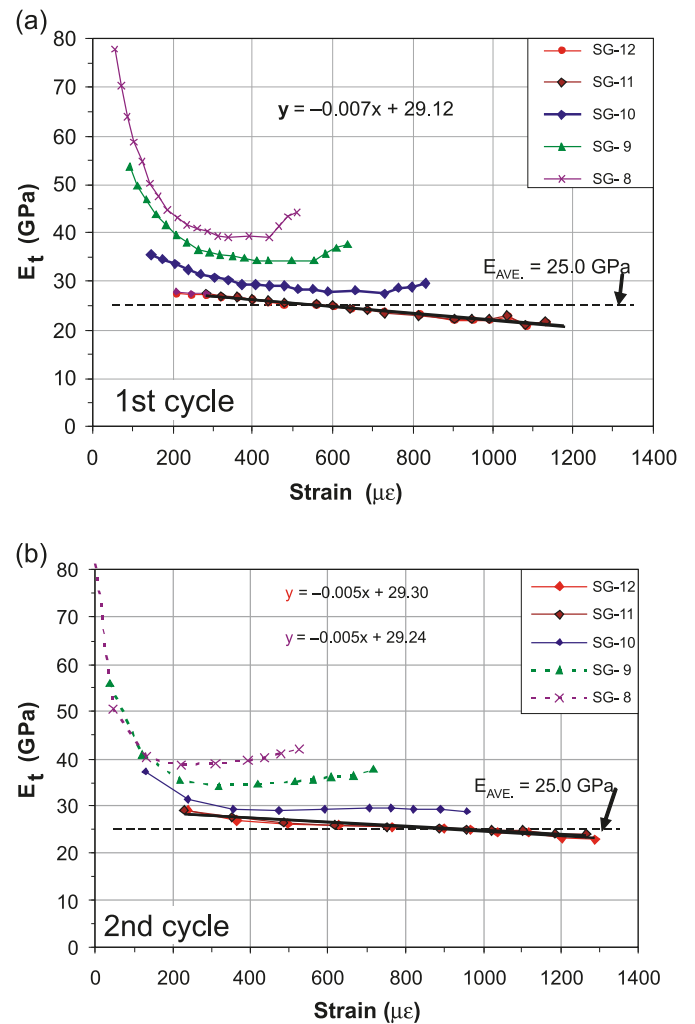 (a)
80
70
60
50
40
30
20
10
0
E_t (GPa)
SG-12
SG-11
SG-10
SG- 9
SG- 8
y = –0.007x + 29.12
E_AVE. = 25.0 GPa
1st cycle
0 200 400 600 800 1000 1200 1400
Strain (με)
(b)
80
70
60
50
40
30
20
10
0
E_t (GPa)
y = –0.005x + 29.30
y = –0.005x + 29.24
SG-12
SG-11
SG-10
SG- 9
SG- 8
E_AVE. = 25.0 GPa
2nd cycle
0 200 400 600 800 1000 1200 1400
Strain (με)